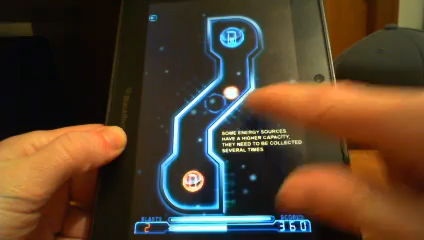 SOME ENERGY SOURCES
HAVE A HIGHER CAPACITY,
THEY NEED TO BE COLLECTED
SEVERAL TIMES
BLASTS
SCORE
2
360